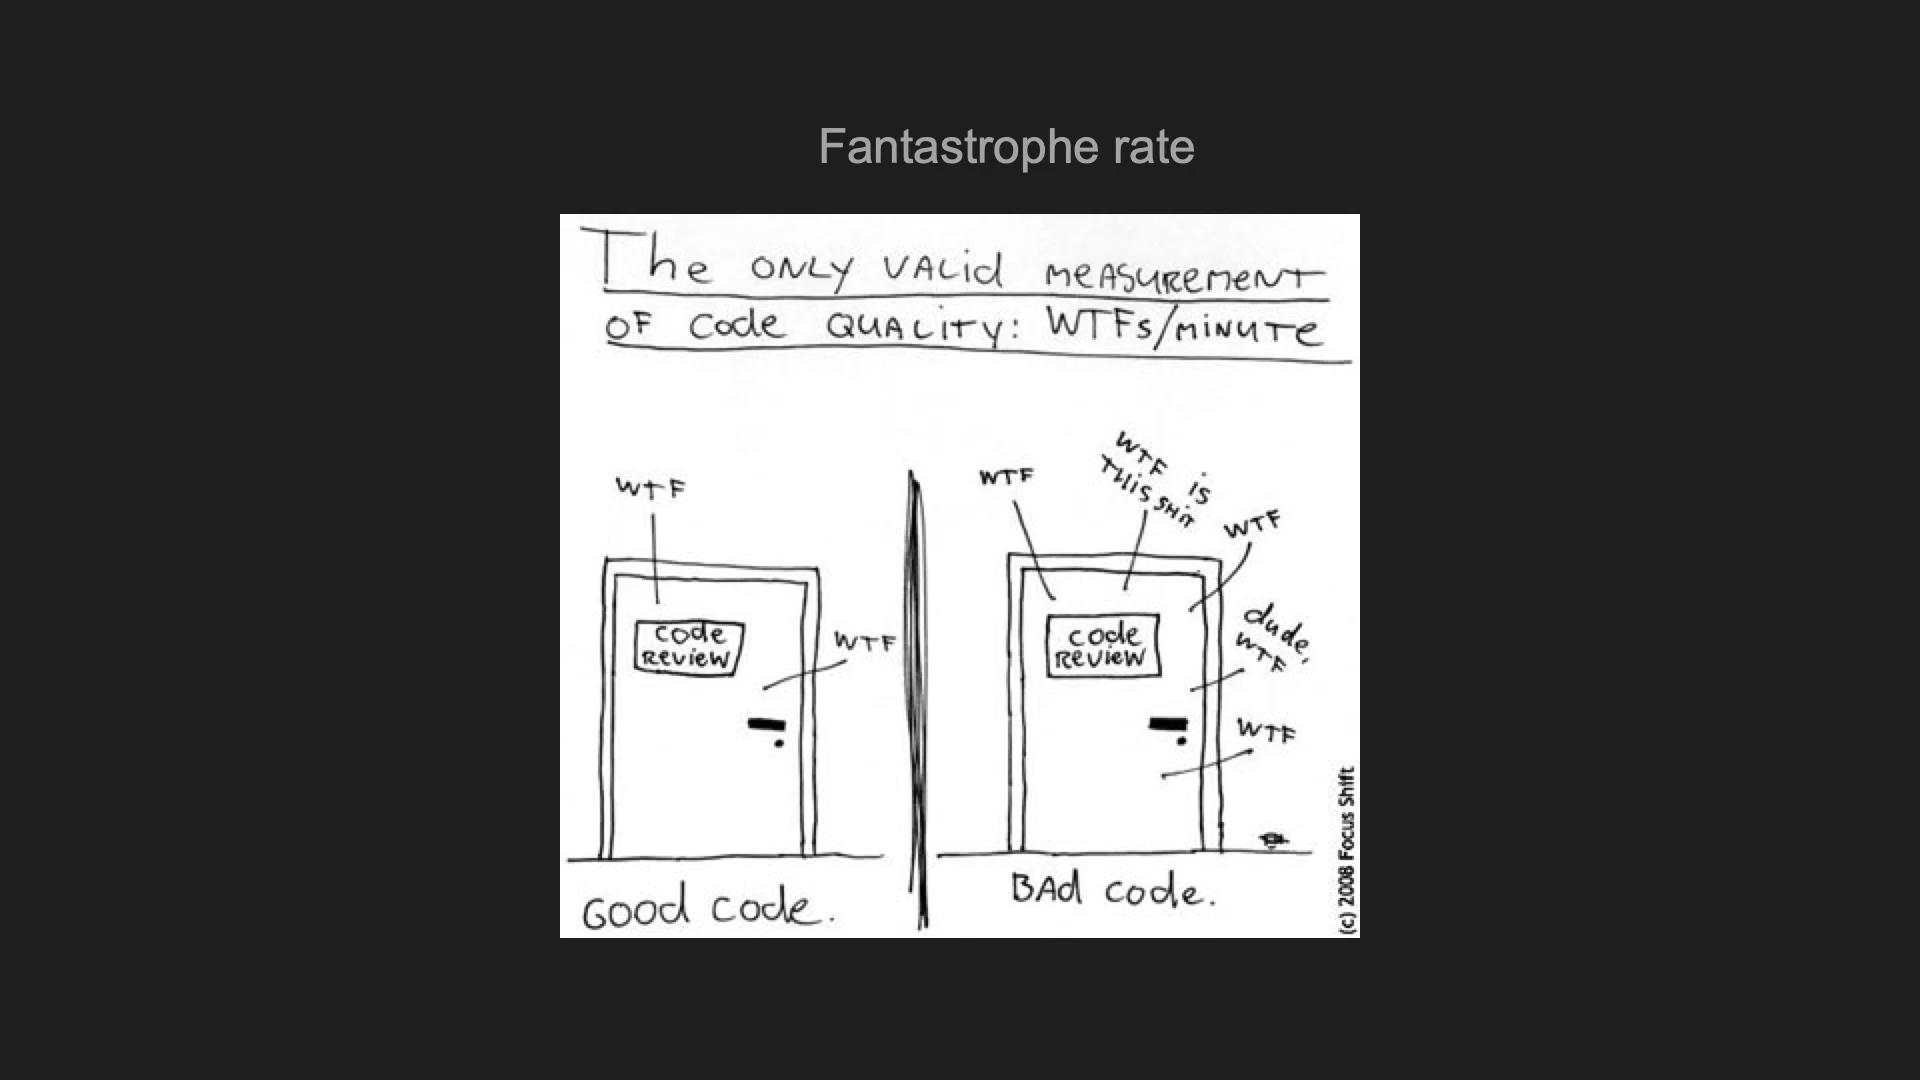 Fantastrophe rate
The ONLY VALid MEASUREMENT
OF Code QUALITY: WTFs/MINUTE
WTF
code
REVIEW
WTF
GOOD code.
WTF
WTF is
THIS SHIT
WTF
code
REVIEW
dude,
WTF
WTF
BAd code.
(c) 2008 Focus Shift